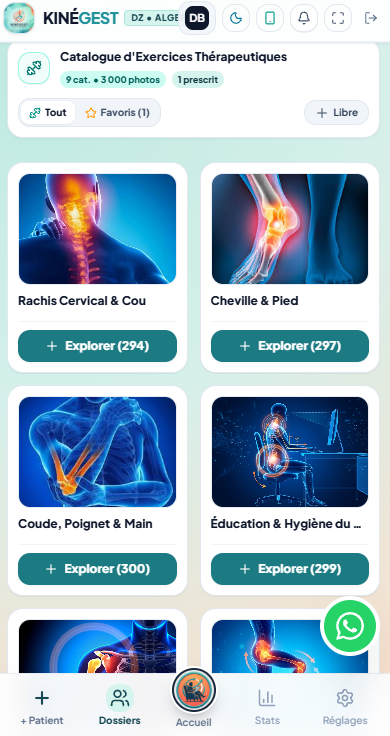 KINÉGEST
DZ • ALGE
DB
Catalogue d'Exercices Thérapeutiques
9 cat. • 3 000 photos
1 prescrit
Tout
Favoris (1)
+ Libre
Rachis Cervical & Cou
Cheville & Pied
+ Explorer (294)
+ Explorer (297)
Coude, Poignet & Main
Éducation & Hygiène du ...
+ Explorer (300)
+ Explorer (299)
+ Patient
Dossiers
Accueil
Stats
Réglages